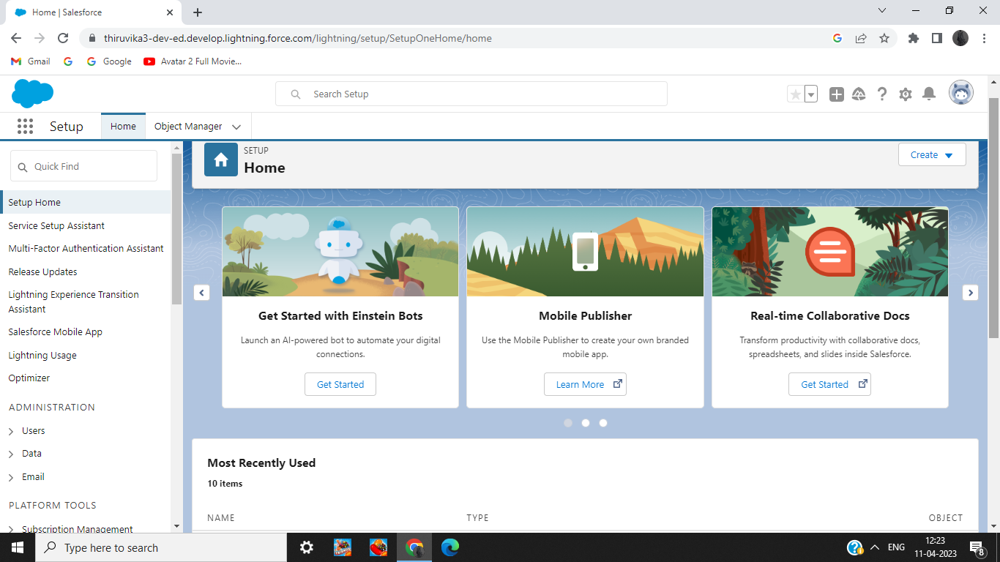 Home | Salesforce
thiruvika3-dev-ed.develop.lightning.force.com/lightning/setup/SetupOneHome/home
Gmail
Google
Avatar 2 Full Movie...
Search Setup
Setup
Home
Object Manager
Quick Find
Setup Home
Service Setup Assistant
Multi-Factor Authentication Assistant
Release Updates
Lightning Experience Transition
Assistant
Salesforce Mobile App
Lightning Usage
Optimizer
ADMINISTRATION
Users
Data
Email
PLATFORM TOOLS
Subscription Management
SETUP
Home
Create
Get Started with Einstein Bots
Launch an AI-powered bot to automate your digital
connections.
Get Started
Mobile Publisher
Use the Mobile Publisher to create your own branded
mobile app.
Learn More
Real-time Collaborative Docs
Transform productivity with collaborative docs,
spreadsheets, and slides inside Salesforce.
Get Started
Most Recently Used
10 items
NAME TYPE OBJECT
Type here to search
ENG
12:23
11-04-2023
8